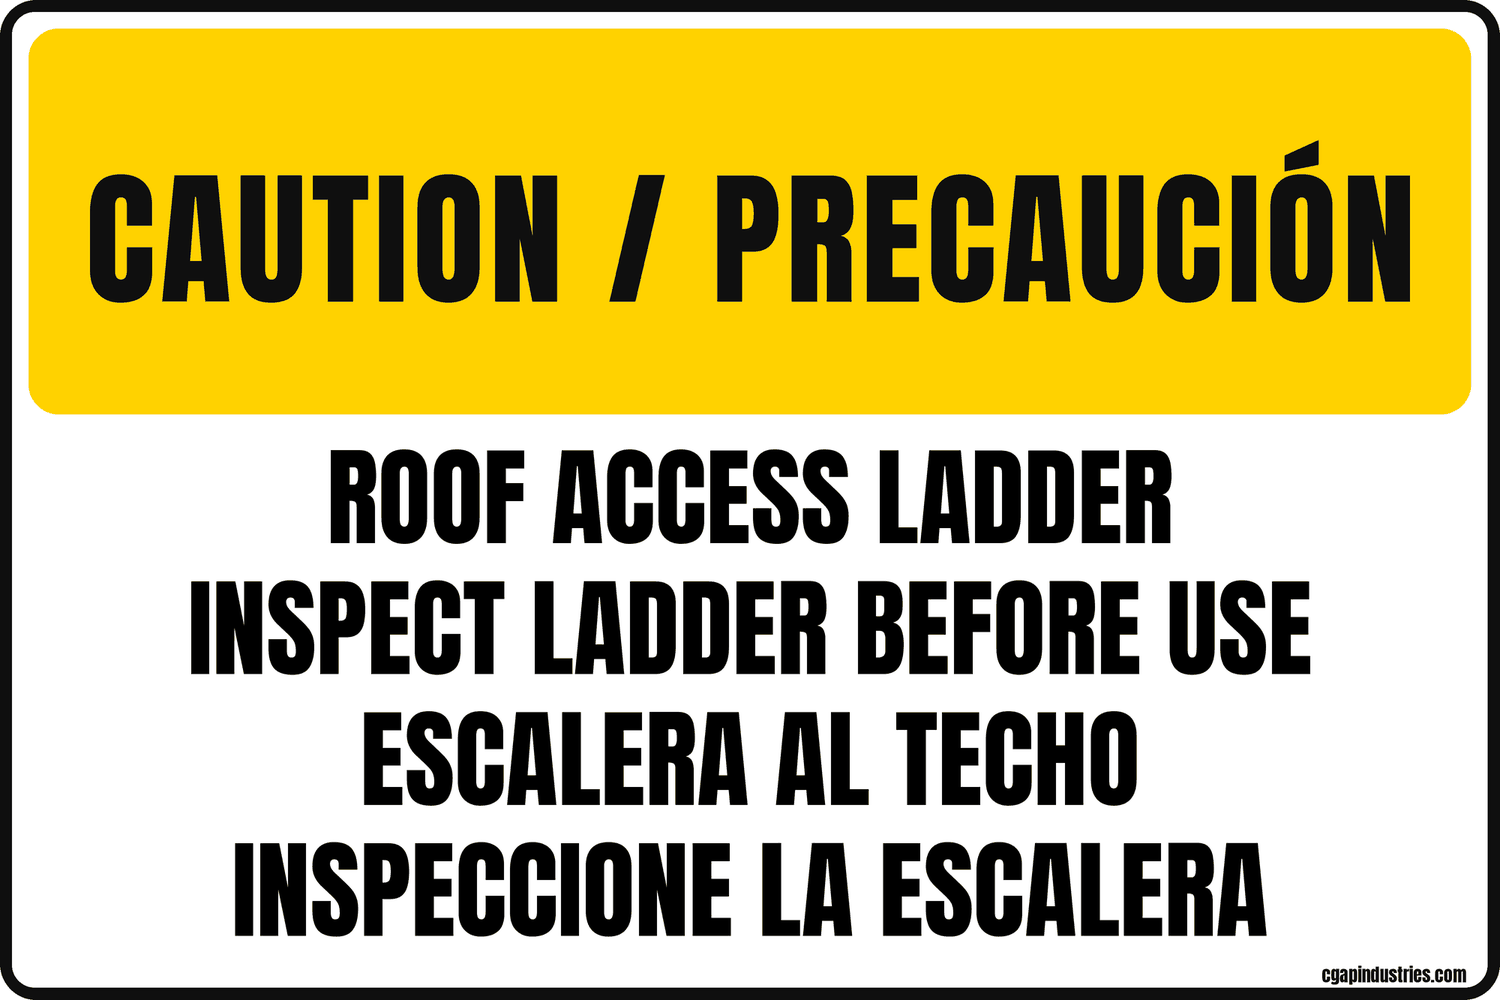 CAUTION / PRECAUCIÓN
ROOF ACCESS LADDER
INSPECT LADDER BEFORE USE
ESCALERA AL TECHO
INSPECCIONE LA ESCALERA
cgapindustries.com